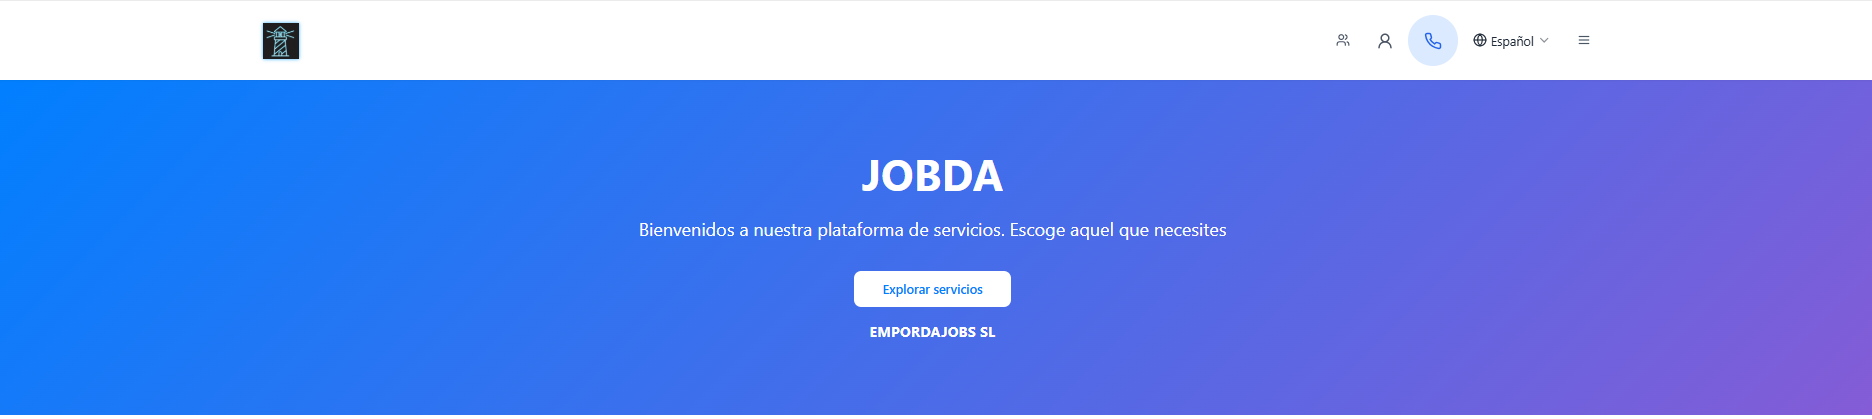 Español
JOBDA
Bienvenidos a nuestra plataforma de servicios. Escoge aquel que necesites
Explorar servicios
EMPORDAJOBS SL